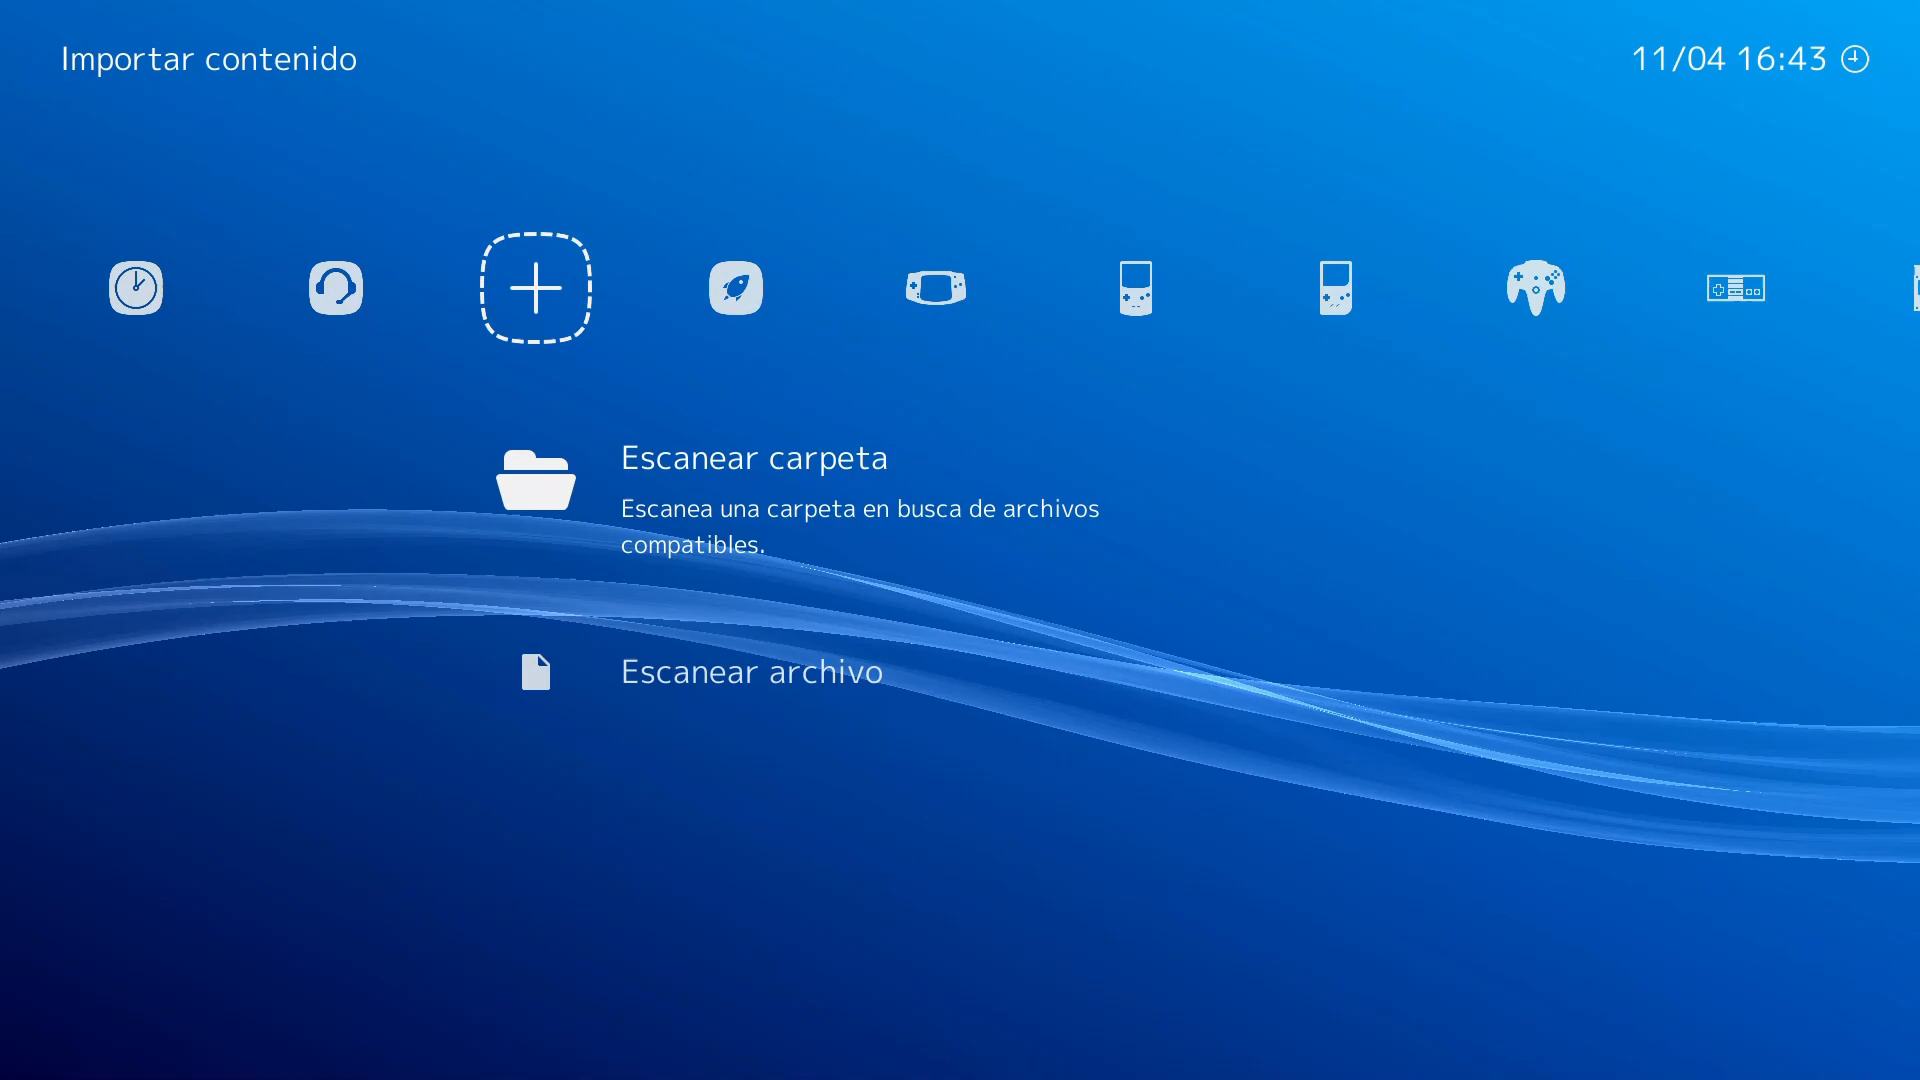 Importar contenido
11/04 16:43
Escanear carpeta
Escanea una carpeta en busca de archivos
compatibles.
Escanear archivo